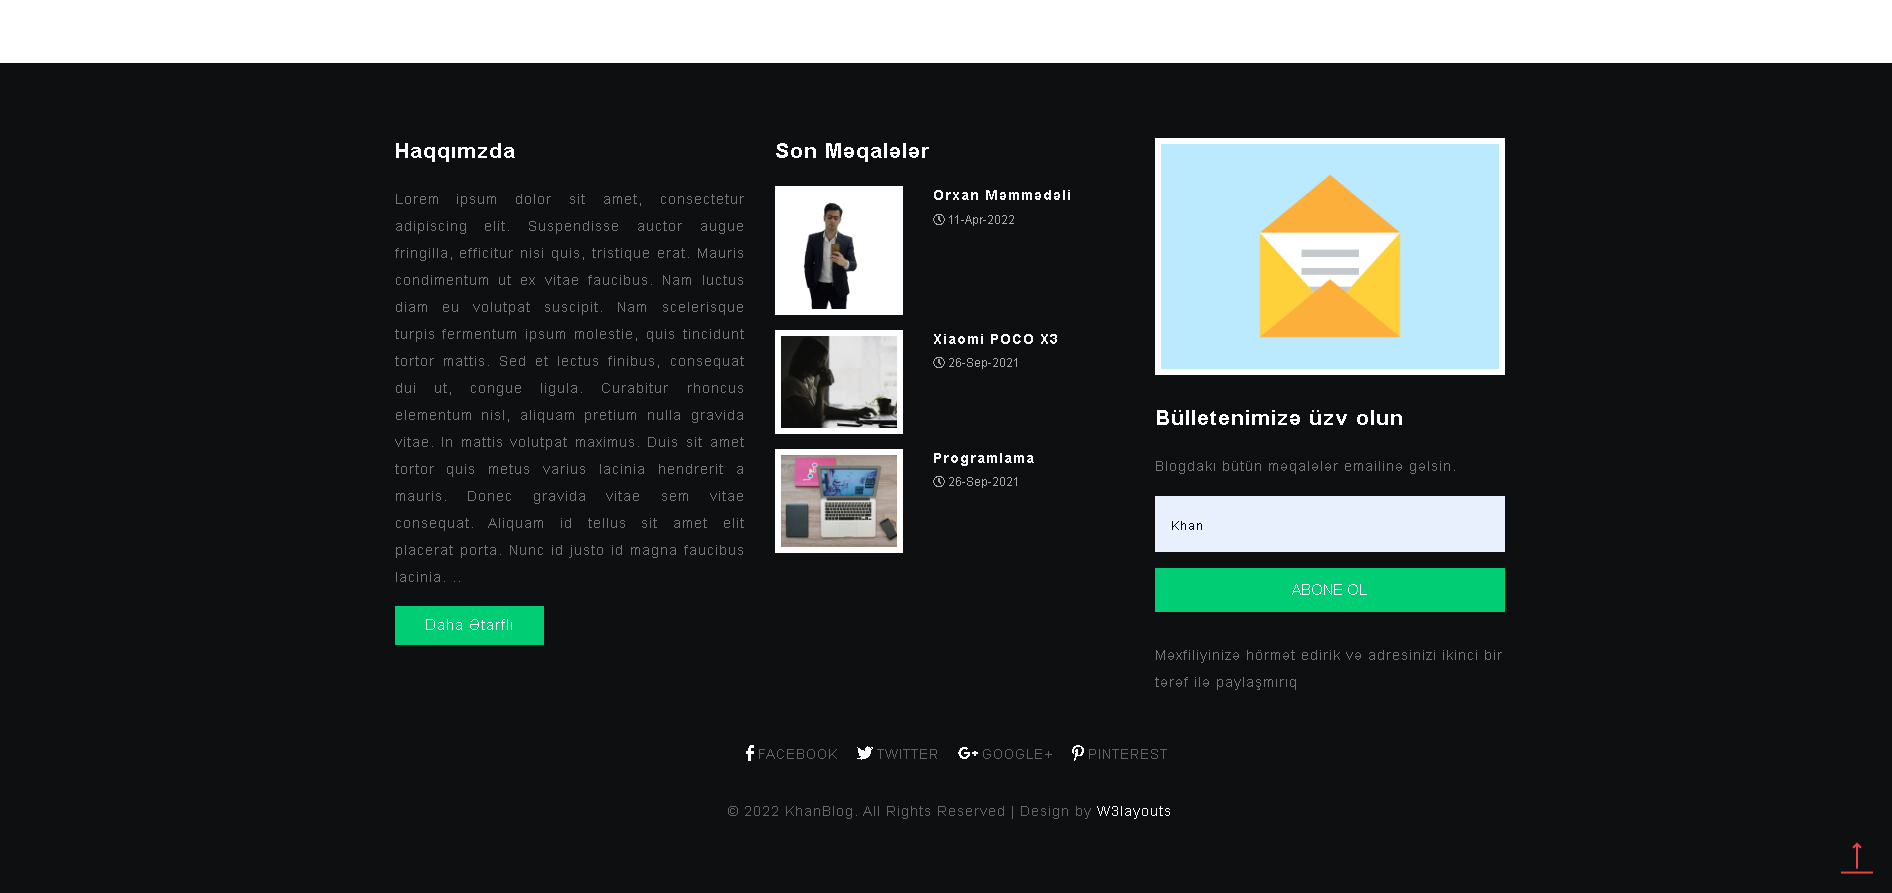 Haqqımzda
Lorem ipsum dolor sit amet, consectetur
adipiscing elit. Suspendisse auctor augue
fringilla, efficitur nisi quis, tristique erat. Mauris
condimentum ut ex vitae faucibus. Nam luctus
diam eu volutpat suscipit. Nam scelerisque
turpis fermentum ipsum molestie, quis tincidunt
tortor mattis. Sed et lectus finibus, consequat
dui ut, congue ligula. Curabitur rhoncus
elementum nisl, aliquam pretium nulla gravida
vitae. In mattis volutpat maximus. Duis sit amet
tortor quis metus varius lacinia hendrerit a
mauris. Donec gravida vitae sem vitae
consequat. Aliquam id tellus sit amet elit
placerat porta. Nunc id justo id magna faucibus
lacinia. ..
Daha Ətarflı
Son Məqalələr
Orxan Məmmədəli
11-Apr-2022
Xiaomi POCO X3
26-Sep-2021
Programlama
26-Sep-2021
Bülletenimizə üzv olun
Blogdakı bütün məqalələr emailinə gəlsin.
Khan
ABONE OL
Məxfiliyinizə hörmət edirik və adresinizi ikinci bir
tərəf ilə paylaşmırıq
FACEBOOK TWITTER GOOGLE+ PINTEREST
© 2022 KhanBlog. All Rights Reserved | Design by W3layouts